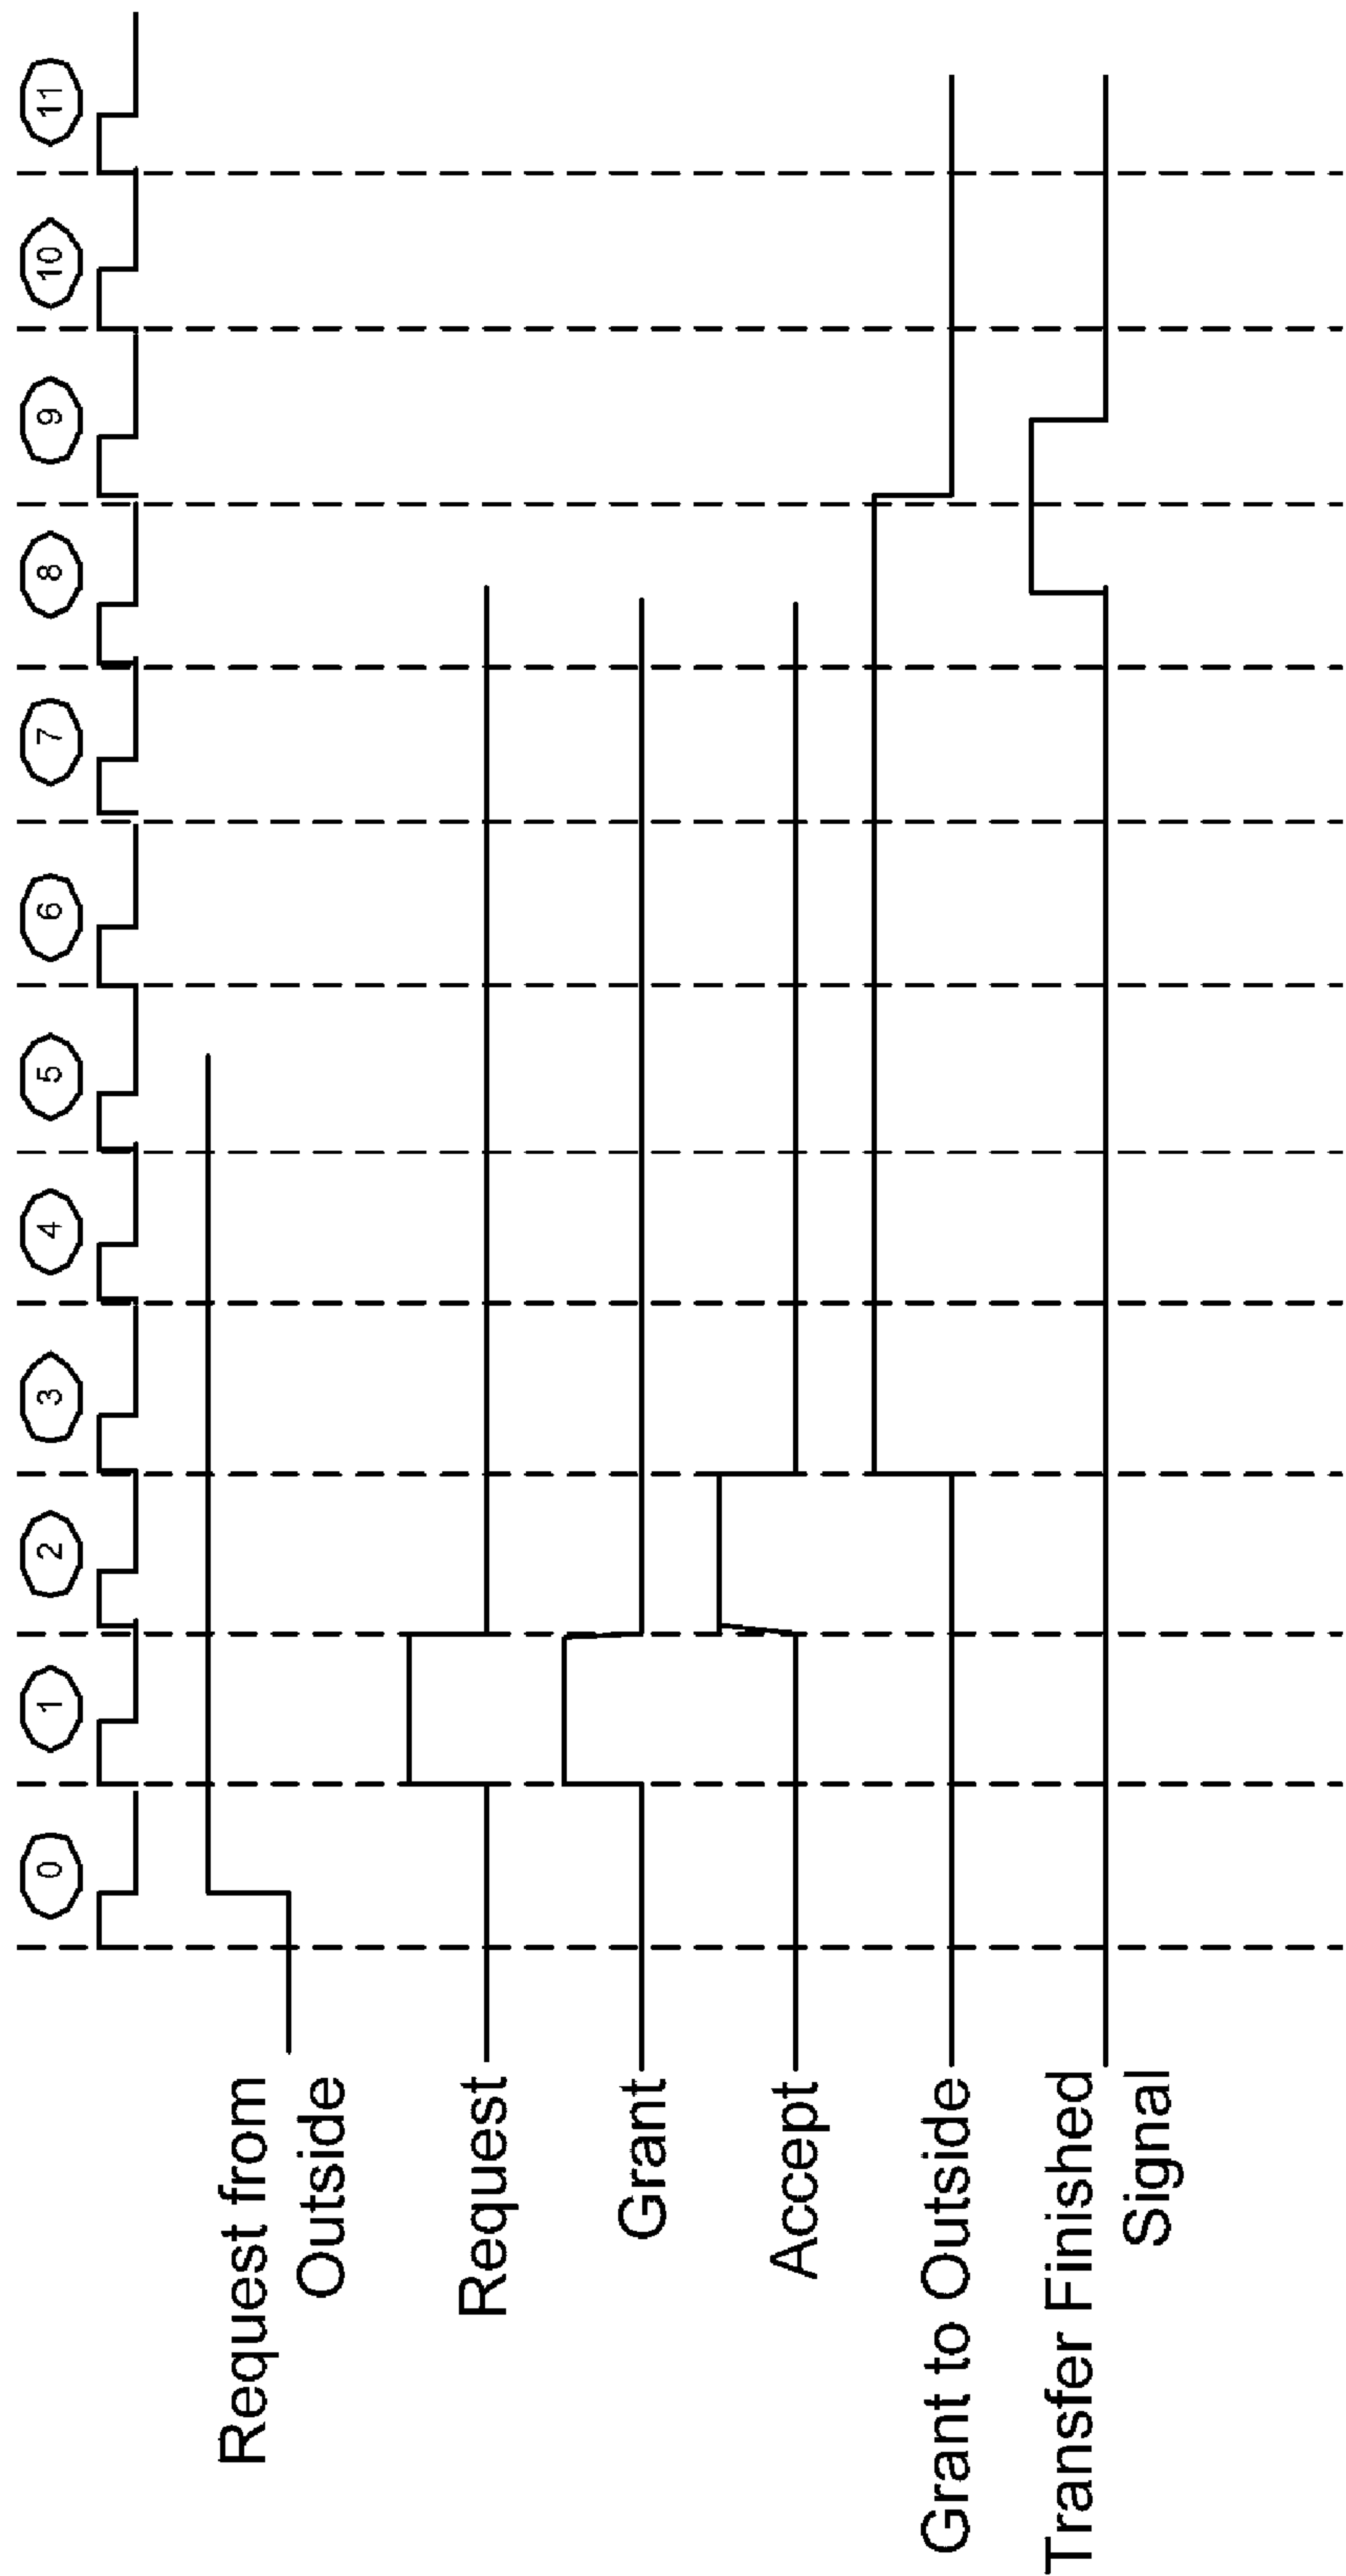 0 1 2 3 4 5 6 7 8 9 10 11
Request from
Outside
Request
Grant
Accept
Grant to Outside
Transfer Finished
Signal